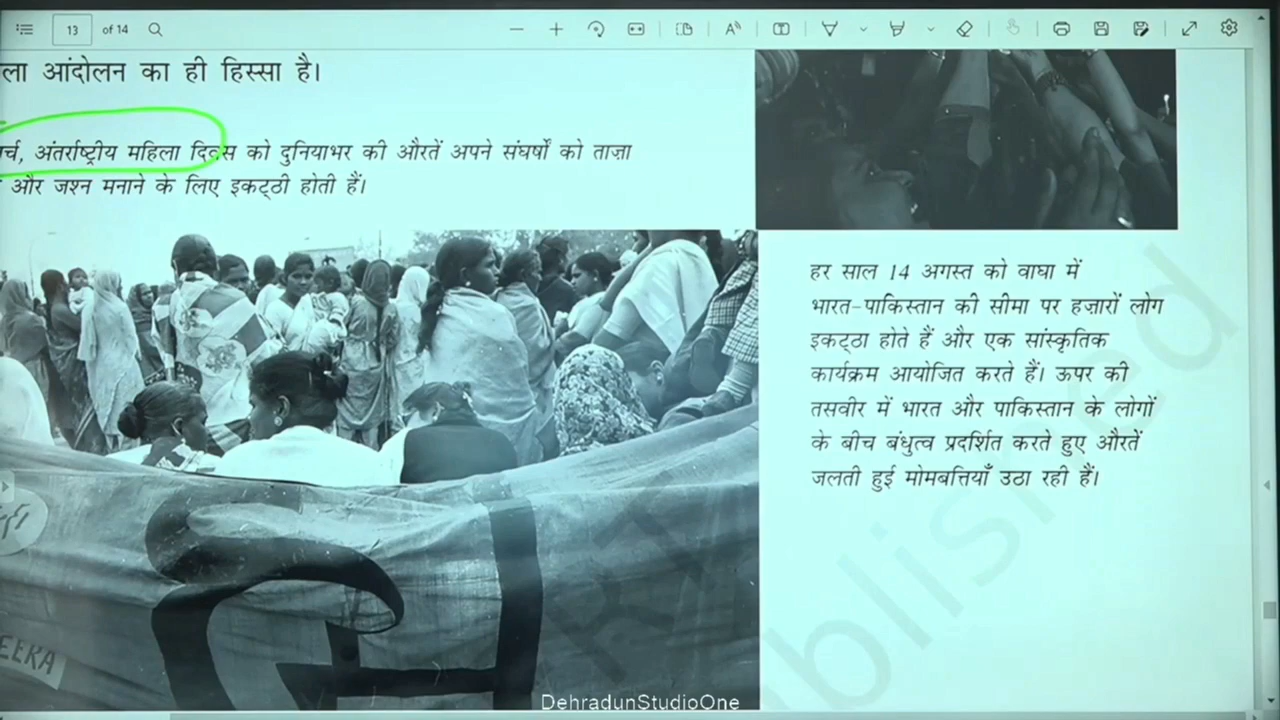 13 of 14
ला आंदोलन का ही हिस्सा है।
र्च, अंतर्राष्ट्रीय महिला दिवस को दुनियाभर की औरतें अपने संघर्षों को ताज़ा
और जश्न मनाने के लिए इकट्ठी होती हैं।
हर साल 14 अगस्त को वाघा में
भारत-पाकिस्तान की सीमा पर हज़ारों लोग
इकट्ठा होते हैं और एक सांस्कृतिक
कार्यक्रम आयोजित करते हैं। ऊपर की
तसवीर में भारत और पाकिस्तान के लोगों
के बीच बंधुत्व प्रदर्शित करते हुए औरतें
जलती हुई मोमबत्तियाँ उठा रही हैं।
EEKA
blished
DehradunStudioOne